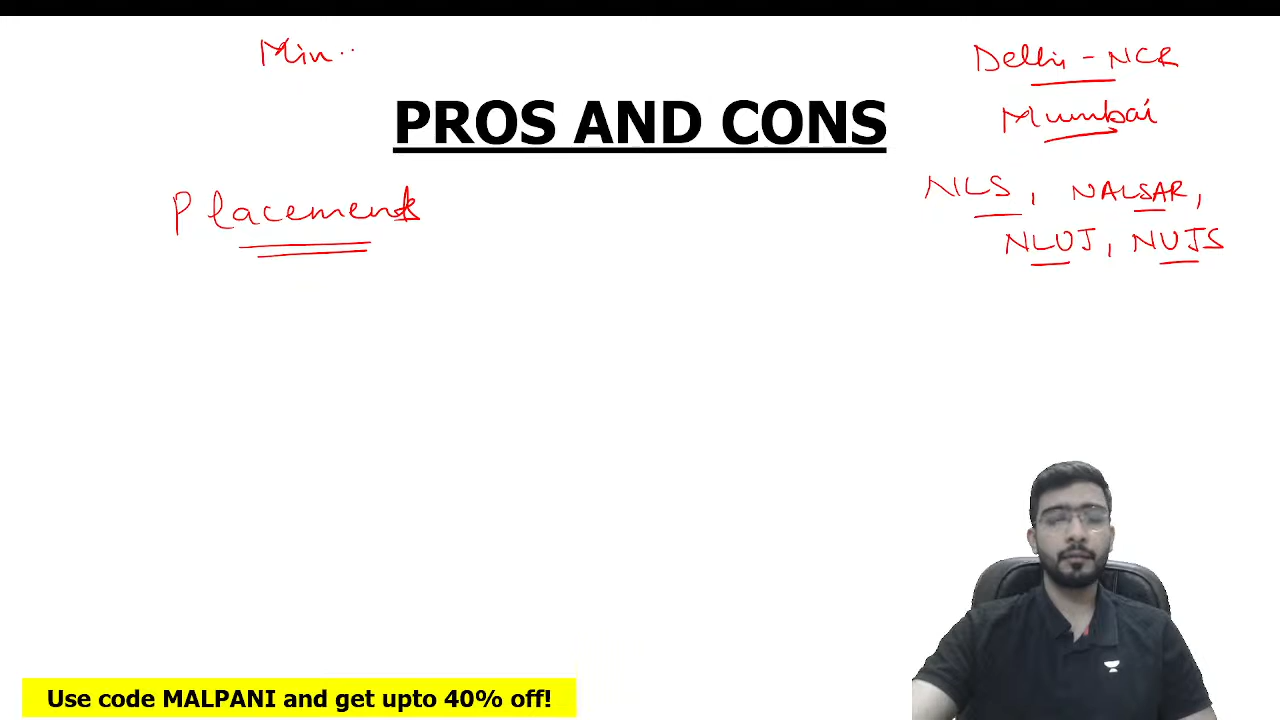 Min..
Delhi - NCR
PROS AND CONS
Mumbai
Placements
NLS, NALSAR,
NLUJ, NUJS
Use code MALPANI and get upto 40% off!